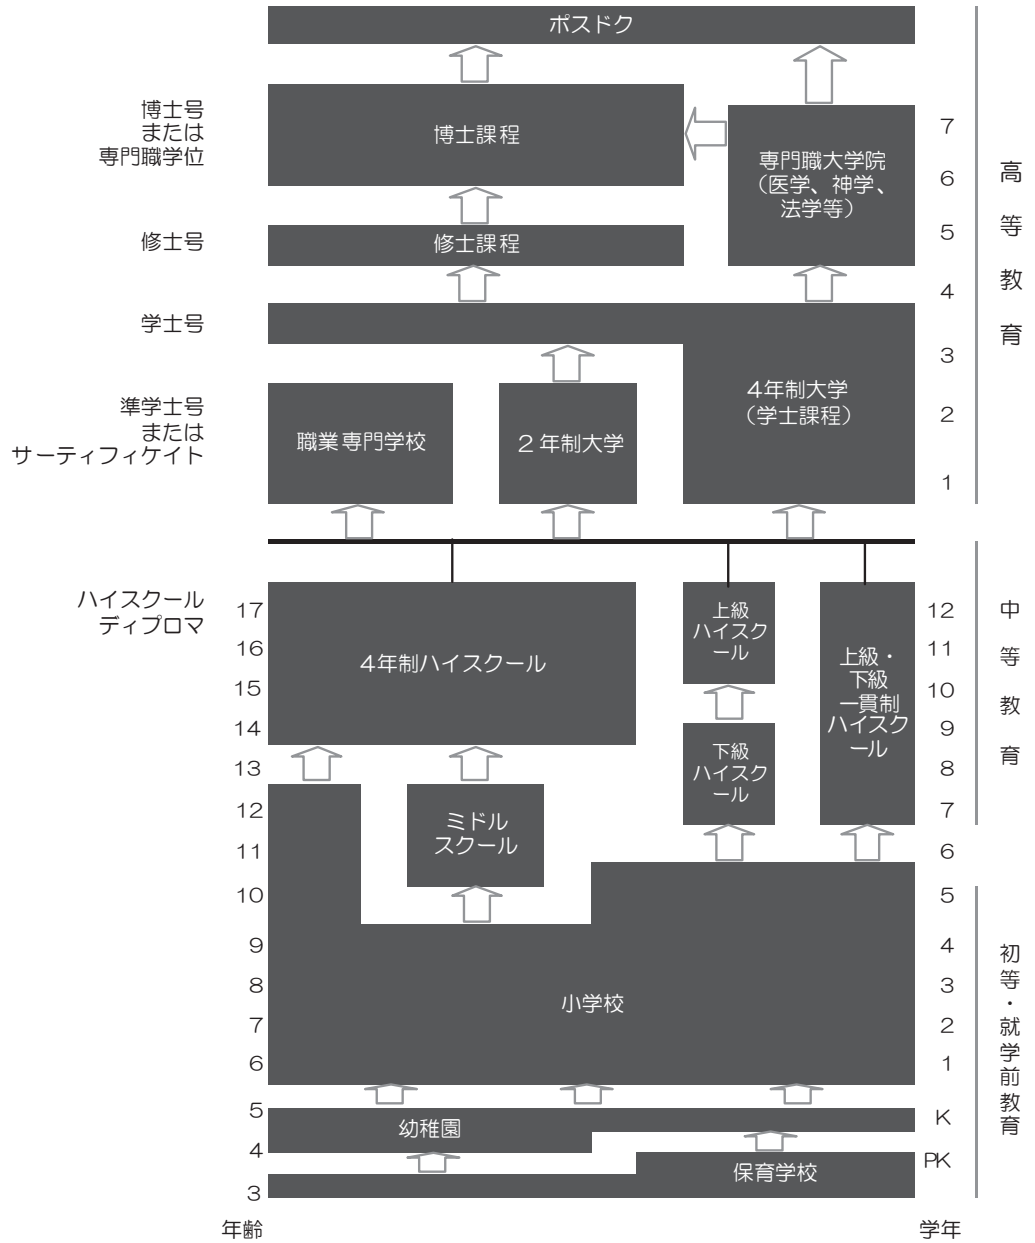 ポスドク
博士号
または
専門職学位
博士課程
専門職大学院
（医学、神学、
法学等）
7
6
5
修士号
修士課程
4
学士号
3
4年制大学
（学士課程）
2
1
準学士号
または
サーティフィケイト
職業専門学校
2年制大学
高等教育
ハイスクール
ディプロマ
17
16
15
14
13
12
11
10
9
8
7
6
5
4
3
年齢
4年制ハイスクール
上級
ハイスク
ール
上級・
下級
一貫制
ハイスク
ール
下級
ハイスク
ール
ミドル
スクール
小学校
幼稚園
保育学校
12
11
10
9
8
7
6
5
4
3
2
1
K
PK
学年
中等教育
初等・就学前教育